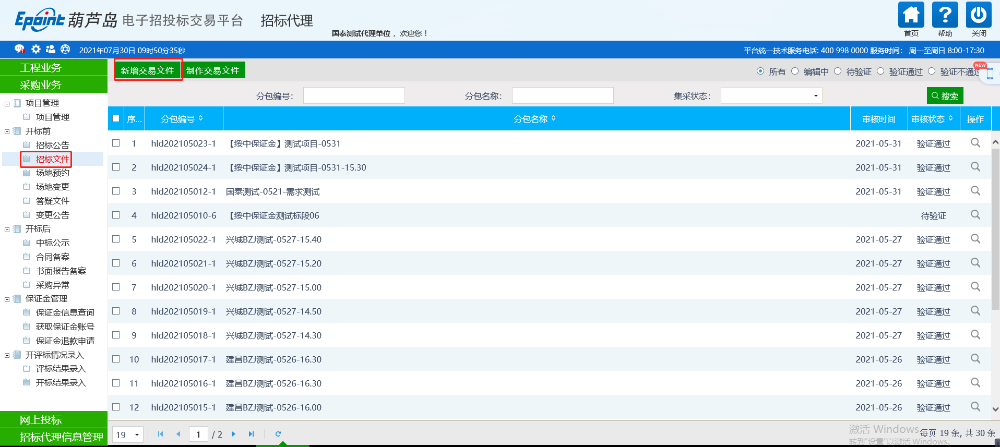 Epoint 葫芦岛 电子招投标交易平台 招标代理
国泰测试代理单位 ，欢迎您！
首页 帮助 关闭
2021年07月30日 09时50分35秒
平台统一技术服务电话: 400 998 0000 服务时间： 周一至周日 8:00-17:30
工程业务
采购业务
项目管理
项目管理
开标前
招标公告
招标文件
场地预约
场地变更
答疑文件
变更公告
开标后
中标公示
合同备案
书面报告备案
采购异常
保证金管理
保证金信息查询
获取保证金账号
保证金退款申请
开评标情况录入
评标结果录入
开标结果录入
网上投标
招标代理信息管理
新增交易文件 制作交易文件
所有 编辑中 待验证 验证通过 验证不通过
NEW
分包编号： 分包名称： 集采状态： 搜索
序... 分包编号 分包名称 审核时间 审核状态 操作
1 hld202105023-1 【绥中保证金】测试项目-0531 2021-05-31 验证通过
2 hld202105024-1 【绥中保证金】测试项目-0531-15.30 2021-05-31 验证通过
3 hld202105012-1 国泰测试-0521-需求测试 2021-05-31 验证通过
4 hld202105010-6 【绥中保证金测试标段06 待验证
5 hld202105022-1 兴城BZJ测试-0527-15.40 2021-05-27 验证通过
6 hld202105021-1 兴城BZJ测试-0527-15.20 2021-05-27 验证通过
7 hld202105020-1 兴城BZJ测试-0527-15.00 2021-05-27 验证通过
8 hld202105019-1 兴城BZJ测试-0527-14.50 2021-05-27 验证通过
9 hld202105018-1 兴城BZJ测试-0527-14.30 2021-05-27 验证通过
10 hld202105017-1 建昌BZJ测试-0526-16.30 2021-05-26 验证通过
11 hld202105016-1 建昌BZJ测试-0526-16.30 2021-05-26 验证通过
12 hld202105015-1 建昌BZJ测试-0526-16.00 2021-05-26 验证通过
19 1 / 2
激活 Windows
每页 19 条, 共 30 条
转到"设置"以激活 Windows。